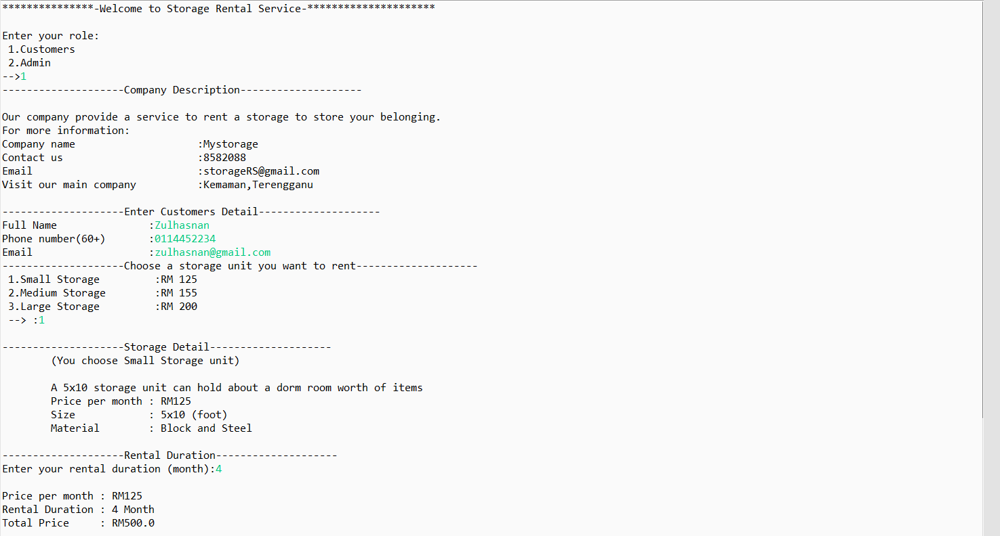 ***************-Welcome to Storage Rental Service-*********************
Enter your role:
1.Customers
2.Admin
-->1
--------------------Company Description--------------------
Our company provide a service to rent a storage to store your belonging.
For more information:
Company name :Mystorage
Contact us :8582088
Email :storageRS@gmail.com
Visit our main company :Kemaman,Terengganu
--------------------Enter Customers Detail--------------------
Full Name :Zulhasnan
Phone number(60+) :0114452234
Email :zulhasnan@gmail.com
--------------------Choose a storage unit you want to rent--------------------
1.Small Storage :RM 125
2.Medium Storage :RM 155
3.Large Storage :RM 200
--> :1
--------------------Storage Detail--------------------
(You choose Small Storage unit)
A 5x10 storage unit can hold about a dorm room worth of items
Price per month : RM125
Size : 5x10 (foot)
Material : Block and Steel
--------------------Rental Duration--------------------
Enter your rental duration (month):4
Price per month : RM125
Rental Duration : 4 Month
Total Price : RM500.0